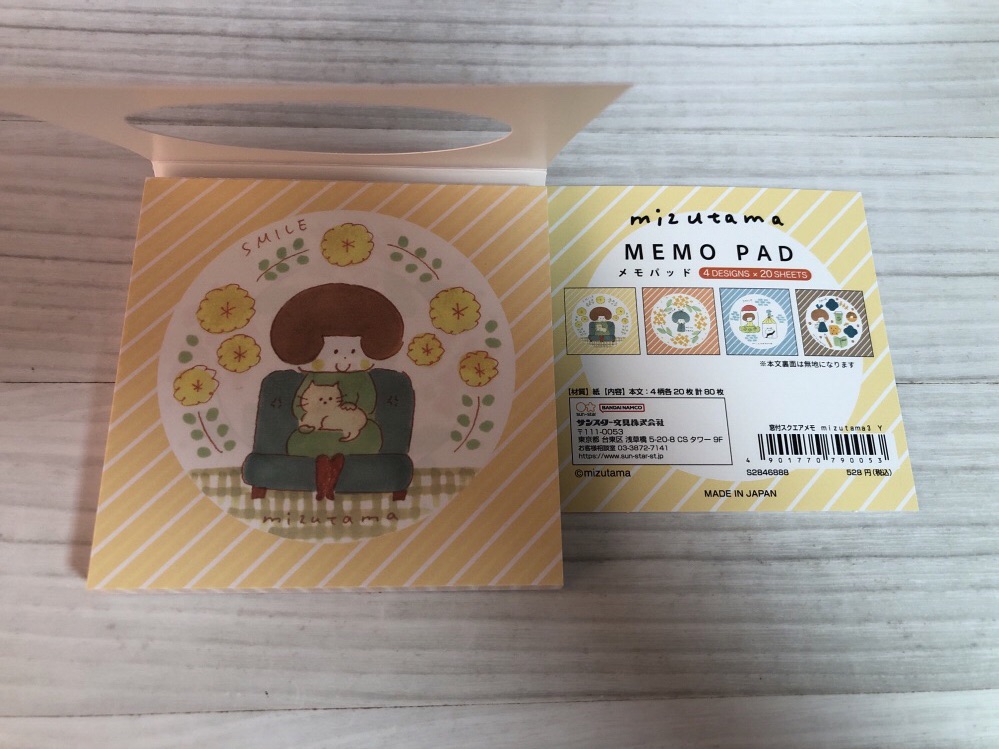 SMILE
mizutama
mizutama
MEMO PAD
メモパッド 4 DESIGNS × 20 SHEETS
※本文裏面は無地になります
【材質】紙【内容】本文：4柄各20枚計80枚
sun-star BANDAI NAMCO
サンスター文具株式会社
〒111-0053
東京都 台東区 浅草橋 5-20-8 CS タワー 9F
お客様相談室 03-3872-7141
https://www.sun-star-st.jp
©mizutama
窓付スクエアメモ mizutama1 Y
4 901770 790053
S2846888 528円(税込)
MADE IN JAPAN